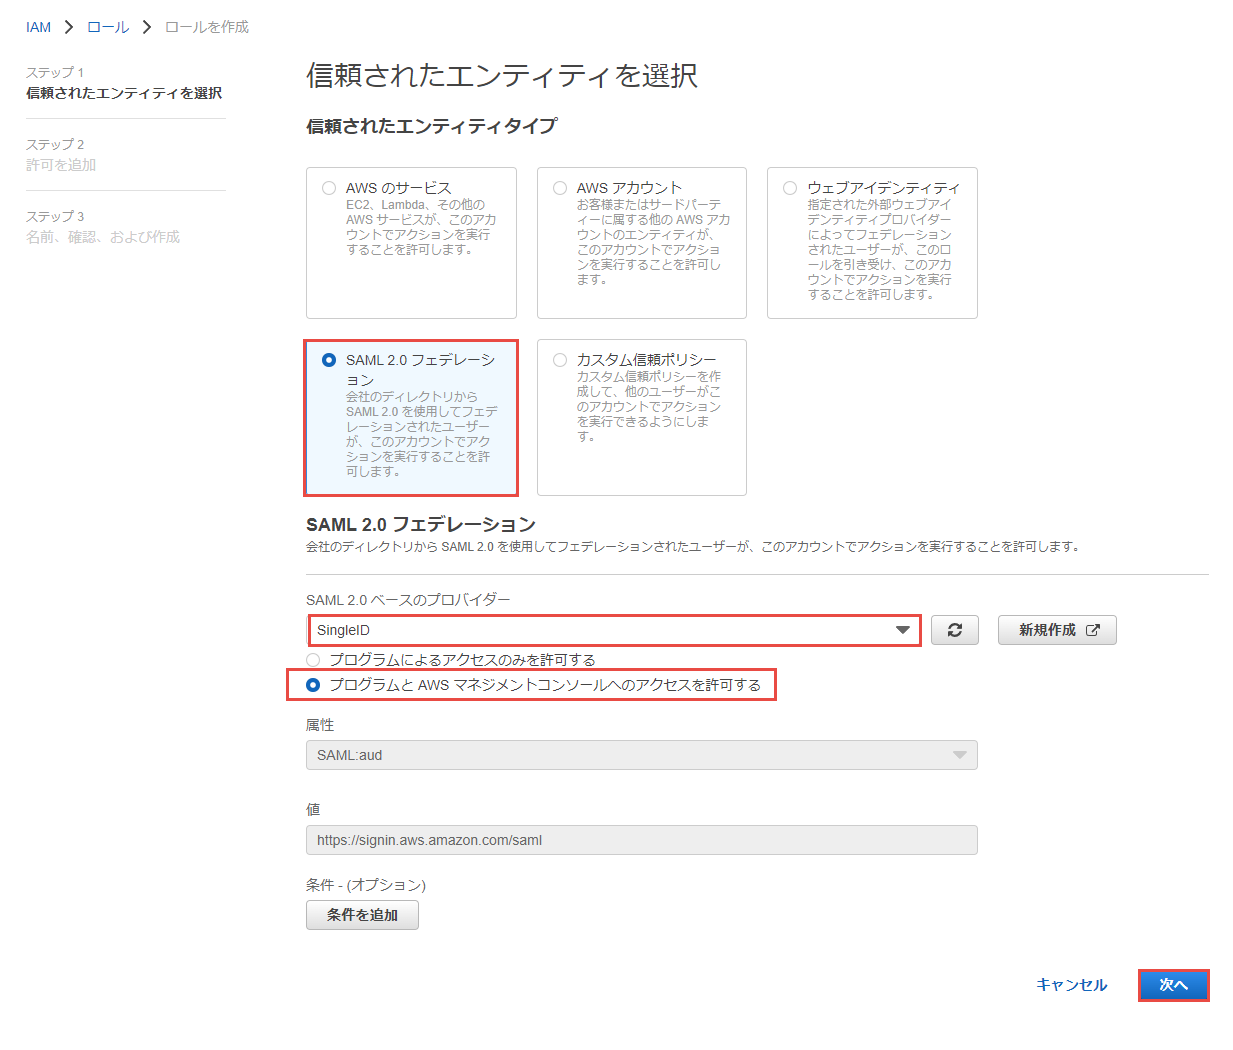 IAM > ロール > ロールを作成
ステップ 1
信頼されたエンティティを選択
ステップ 2
許可を追加
ステップ 3
名前、確認、および作成
信頼されたエンティティを選択
信頼されたエンティティタイプ
AWS のサービス
EC2、Lambda、その他の
AWS サービスが、このアカ
ウントでアクションを実行
することを許可します。
AWS アカウント
お客様またはサードパーテ
ィーに属する他の AWS アカ
ウントのエンティティが、
このアカウントでアクショ
ンを実行することを許可し
ます。
ウェブアイデンティティ
指定された外部ウェブアイ
デンティティプロバイダー
によってフェデレーション
されたユーザーが、このロ
ールを引き受け、このアカ
ウントでアクションを実行
することを許可します。
SAML 2.0 フェデレーシ
ョン
会社のディレクトリから
SAML 2.0 を使用してフェデ
レーションされたユーザー
が、このアカウントでアク
ションを実行することを許
可します。
カスタム信頼ポリシー
カスタム信頼ポリシーを作
成して、他のユーザーがこ
のアカウントでアクション
を実行できるようにしま
す。
SAML 2.0 フェデレーション
会社のディレクトリから SAML 2.0 を使用してフェデレーションされたユーザーが、このアカウントでアクションを実行することを許可します。
SAML 2.0 ベースのプロバイダー
SingleID
新規作成
プログラムによるアクセスのみを許可する
プログラムと AWS マネジメントコンソールへのアクセスを許可する
属性
SAML:aud
値
https://signin.aws.amazon.com/saml
条件 - (オプション)
条件を追加
キャンセル
次へ